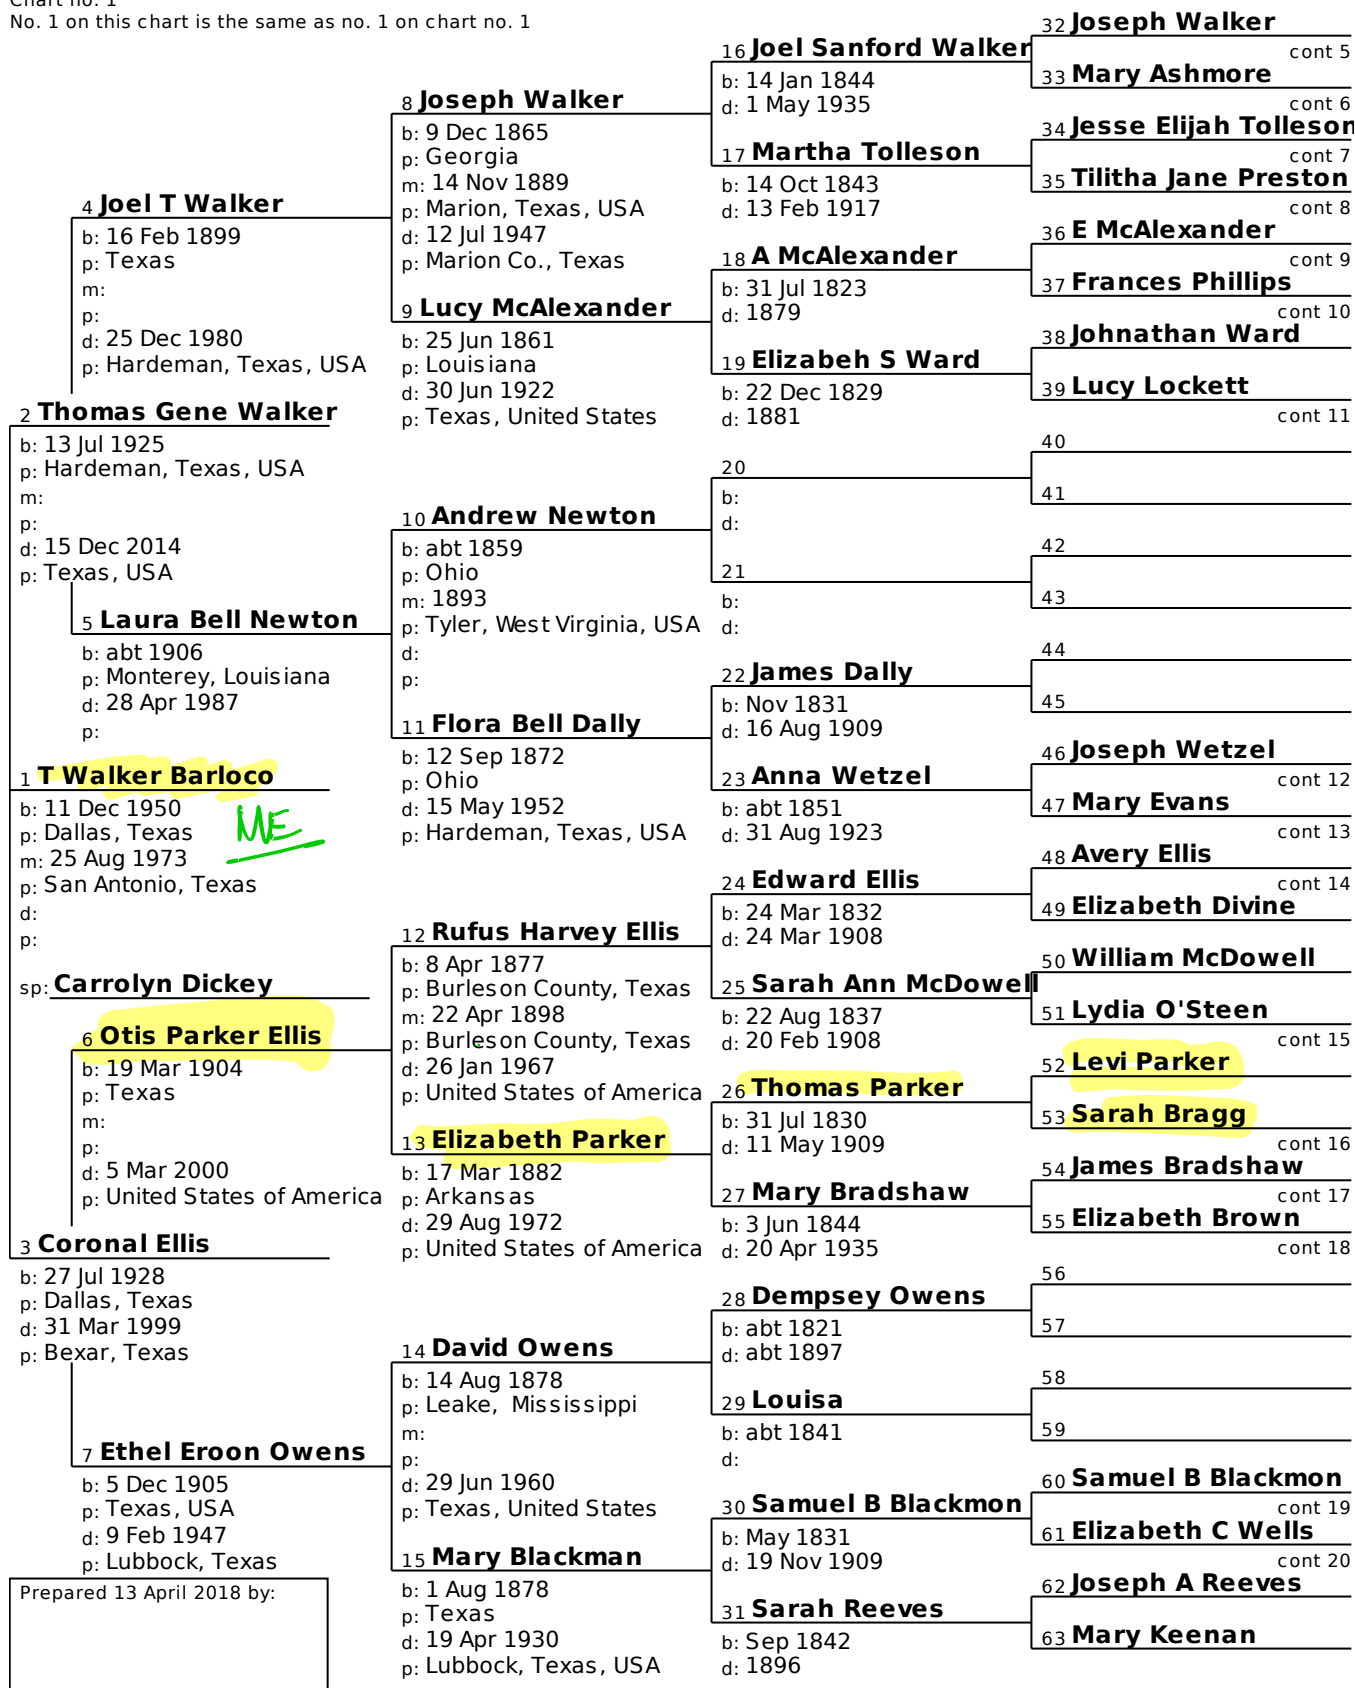 Chart no. 1
No. 1 on this chart is the same as no. 1 on chart no. 1
2 Thomas Gene Walker
b: 13 Jul 1925
p: Hardeman, Texas, USA
m:
p:
d: 15 Dec 2014
p: Texas, USA
1 T Walker Barloco
b: 11 Dec 1950
p: Dallas, Texas
m: 25 Aug 1973
p: San Antonio, Texas
d:
p:
ME
sp: Carrolyn Dickey
3 Coronal Ellis
b: 27 Jul 1928
p: Dallas, Texas
d: 31 Mar 1999
p: Bexar, Texas
4 Joel T Walker
b: 16 Feb 1899
p: Texas
m:
p:
d: 25 Dec 1980
p: Hardeman, Texas, USA
5 Laura Bell Newton
b: abt 1906
p: Monterey, Louisiana
d: 28 Apr 1987
p:
6 Otis Parker Ellis
b: 19 Mar 1904
p: Texas
m:
p:
d: 5 Mar 2000
p: United States of America
7 Ethel Eroon Owens
b: 5 Dec 1905
p: Texas, USA
d: 9 Feb 1947
p: Lubbock, Texas
8 Joseph Walker
b: 9 Dec 1865
p: Georgia
m: 14 Nov 1889
p: Marion, Texas, USA
d: 12 Jul 1947
p: Marion Co., Texas
9 Lucy McAlexander
b: 25 Jun 1861
p: Louisiana
d: 30 Jun 1922
p: Texas, United States
10 Andrew Newton
b: abt 1859
p: Ohio
m: 1893
p: Tyler, West Virginia, USA
d:
p:
11 Flora Bell Dally
b: 12 Sep 1872
p: Ohio
d: 15 May 1952
p: Hardeman, Texas, USA
12 Rufus Harvey Ellis
b: 8 Apr 1877
p: Burleson County, Texas
m: 22 Apr 1898
p: Burleson County, Texas
d: 26 Jan 1967
p: United States of America
13 Elizabeth Parker
b: 17 Mar 1882
p: Arkansas
d: 29 Aug 1972
p: United States of America
14 David Owens
b: 14 Aug 1878
p: Leake, Mississippi
m:
p:
d: 29 Jun 1960
p: Texas, United States
15 Mary Blackman
b: 1 Aug 1878
p: Texas
d: 19 Apr 1930
p: Lubbock, Texas, USA
16 Joel Sanford Walker
b: 14 Jan 1844
d: 1 May 1935
17 Martha Tolleson
b: 14 Oct 1843
d: 13 Feb 1917
18 A McAlexander
b: 31 Jul 1823
d: 1879
19 Elizabeh S Ward
b: 22 Dec 1829
d: 1881
20
b:
d:
21
b:
d:
22 James Dally
b: Nov 1831
d: 16 Aug 1909
23 Anna Wetzel
b: abt 1851
d: 31 Aug 1923
24 Edward Ellis
b: 24 Mar 1832
d: 24 Mar 1908
25 Sarah Ann McDowell
b: 22 Aug 1837
d: 20 Feb 1908
26 Thomas Parker
b: 31 Jul 1830
d: 11 May 1909
27 Mary Bradshaw
b: 3 Jun 1844
d: 20 Apr 1935
28 Dempsey Owens
b: abt 1821
d: abt 1897
29 Louisa
b: abt 1841
d:
30 Samuel B Blackmon
b: May 1831
d: 19 Nov 1909
31 Sarah Reeves
b: Sep 1842
d: 1896
32 Joseph Walker
cont 5
33 Mary Ashmore
cont 6
34 Jesse Elijah Tolleson
cont 7
35 Tilitha Jane Preston
cont 8
36 E McAlexander
cont 9
37 Frances Phillips
cont 10
38 Johnathan Ward
39 Lucy Lockett
cont 11
40
41
42
43
44
45
46 Joseph Wetzel
cont 12
47 Mary Evans
cont 13
48 Avery Ellis
cont 14
49 Elizabeth Divine
50 William McDowell
51 Lydia O'Steen
cont 15
52 Levi Parker
53 Sarah Bragg
cont 16
54 James Bradshaw
cont 17
55 Elizabeth Brown
cont 18
56
57
58
59
60 Samuel B Blackmon
cont 19
61 Elizabeth C Wells
cont 20
62 Joseph A Reeves
63 Mary Keenan
Prepared 13 April 2018 by: